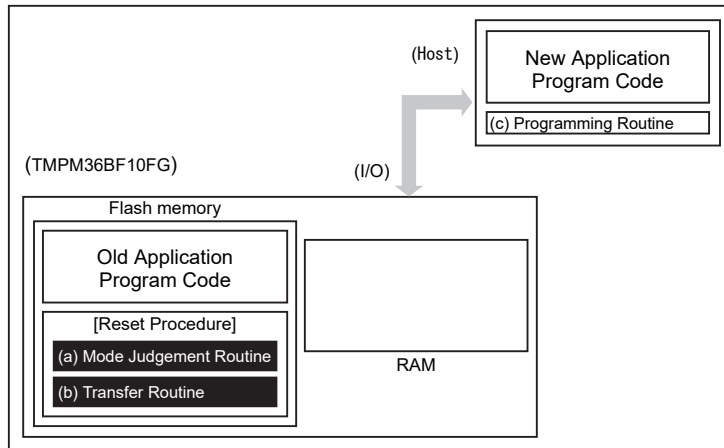 (Host)
New Application
Program Code
(c) Programming Routine
(TMPM36BF10FG)
(I/O)
Flash memory
Old Application
Program Code
[Reset Procedure]
(a) Mode Judgement Routine
(b) Transfer Routine
RAM